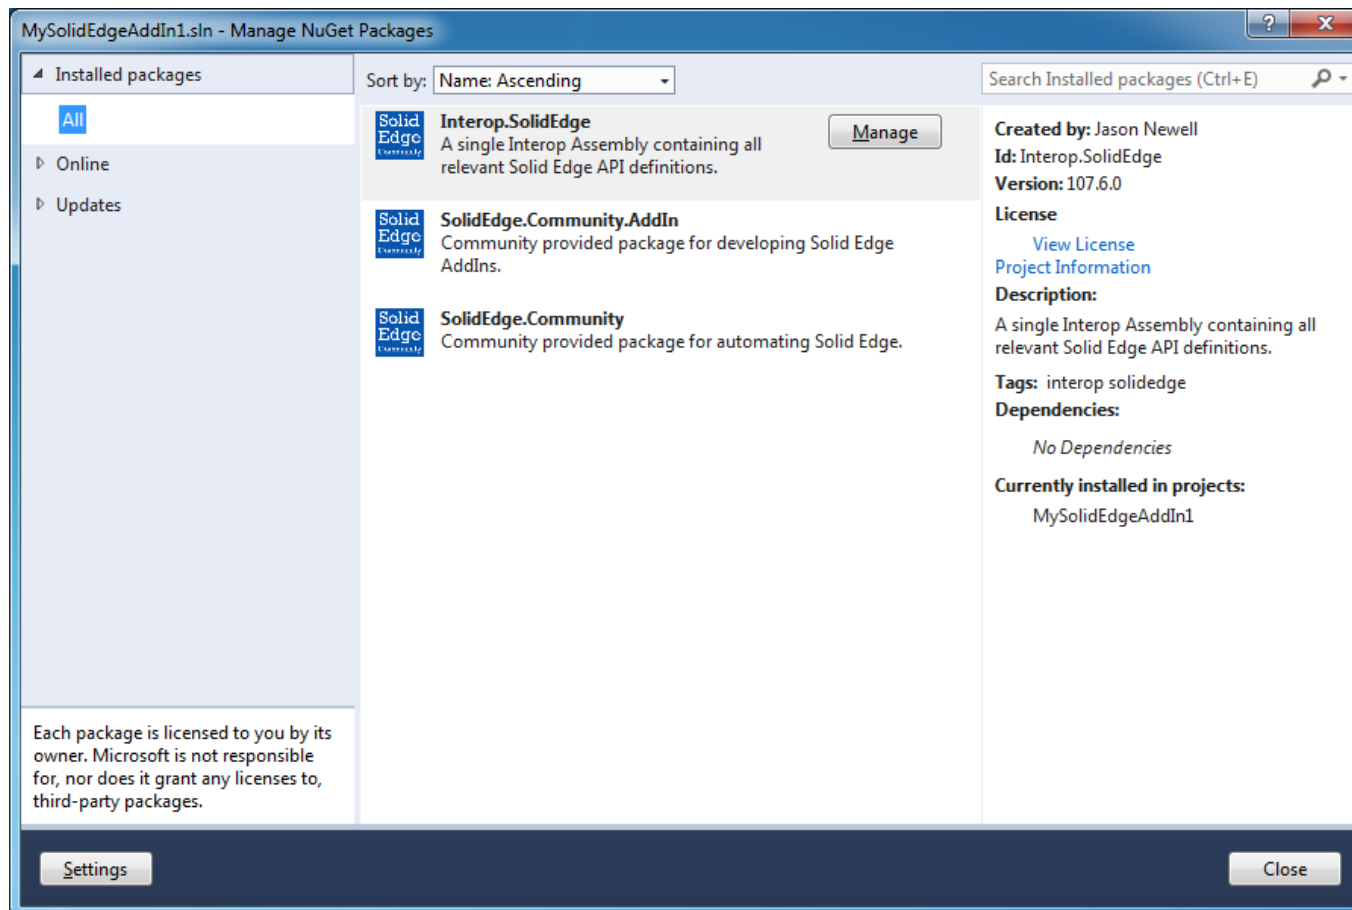 MySolidEdgeAddIn1.sln - Manage NuGet Packages
?
X
Installed packages
All
Online
Updates
Each package is licensed to you by its
owner. Microsoft is not responsible
for, nor does it grant any licenses to,
third-party packages.
Sort by: Name: Ascending
Solid
Edge
Community
Interop.SolidEdge
A single Interop Assembly containing all
relevant Solid Edge API definitions.
Manage
Solid
Edge
Community
SolidEdge.Community.AddIn
Community provided package for developing Solid Edge
AddIns.
Solid
Edge
Community
SolidEdge.Community
Community provided package for automating Solid Edge.
Search Installed packages (Ctrl+E)
Created by: Jason Newell
Id: Interop.SolidEdge
Version: 107.6.0
License
View License
Project Information
Description:
A single Interop Assembly containing all
relevant Solid Edge API definitions.
Tags: interop solidedge
Dependencies:
No Dependencies
Currently installed in projects:
MySolidEdgeAddIn1
Settings
Close